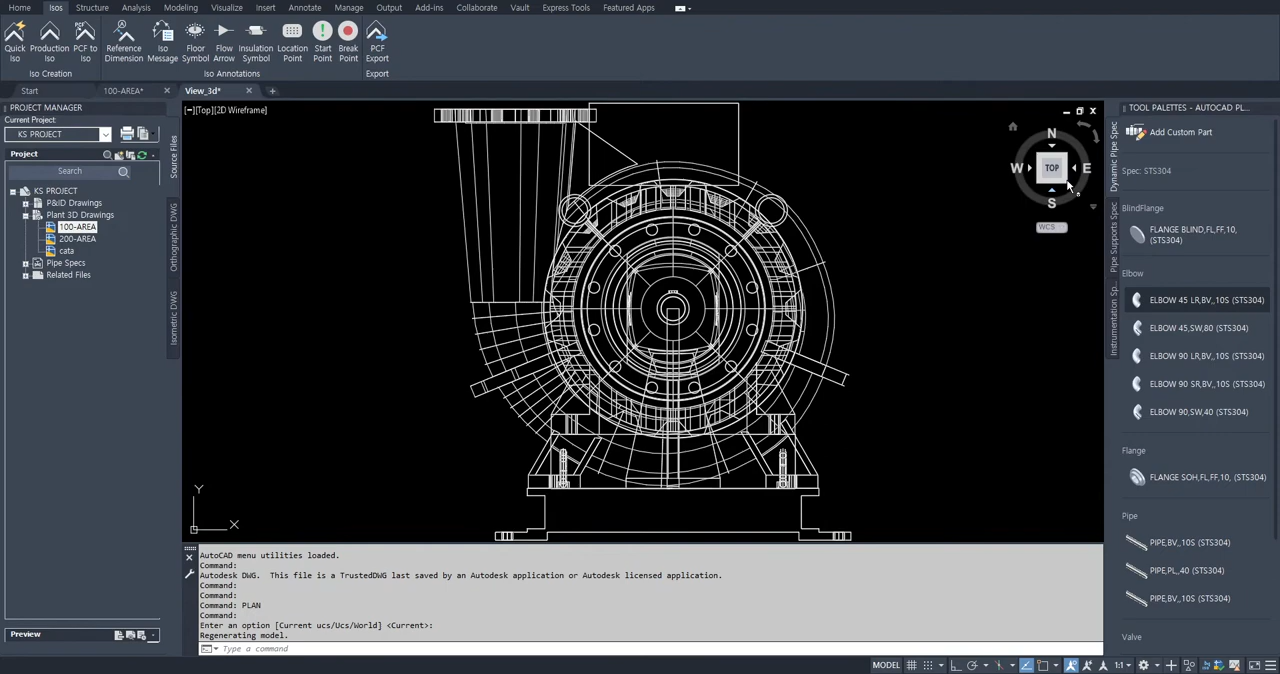 Home Isos Structure Analysis Modeling Visualize Insert Annotate Manage Output Add-ins Collaborate Vault Express Tools Featured Apps
Quick Iso
Production Iso
PCF to Iso
Reference Dimension
Iso Message
Floor Symbol
Flow Arrow
Insulation Symbol
Location Point
Start Point
Break Point
PCF Export
Iso Creation
Iso Annotations
Export
Start
100-AREA*
View_3d*
PROJECT MANAGER
Current Project:
KS PROJECT
Project
Search
KS PROJECT
P&ID Drawings
Plant 3D Drawings
100-AREA
200-AREA
cata
Pipe Specs
Related Files
Preview
Source Files
Orthographic DWG
Isometric DWG
[−][Top][2D Wireframe]
N
W TOP E
S
WCS
Y
X
AutoCAD menu utilities loaded.
Command:
Autodesk DWG. This file is a TrustedDWG last saved by an Autodesk application or Autodesk licensed application.
Command:
Command:
Command: PLAN
Command:
Enter an option [Current ucs/Ucs/World] <Current>:
Regenerating model.
Type a command
TOOL PALETTES - AUTOCAD PL...
Dynamic Pipe Spec
Pipe Supports Spec
Instrumentation Sp...
Add Custom Part
Spec: STS304
BlindFlange
FLANGE BLIND,FL,FF,10,
(STS304)
Elbow
ELBOW 45 LR,BV,_10S (STS304)
ELBOW 45,SW,80 (STS304)
ELBOW 90 LR,BV,_10S (STS304)
ELBOW 90 SR,BV,_10S (STS304)
ELBOW 90,SW,40 (STS304)
Flange
FLANGE SOH,FL,FF,10, (STS304)
Pipe
PIPE,BV,_10S (STS304)
PIPE,PL,,40 (STS304)
PIPE,BV,_10S (STS304)
Valve
MODEL
1:1